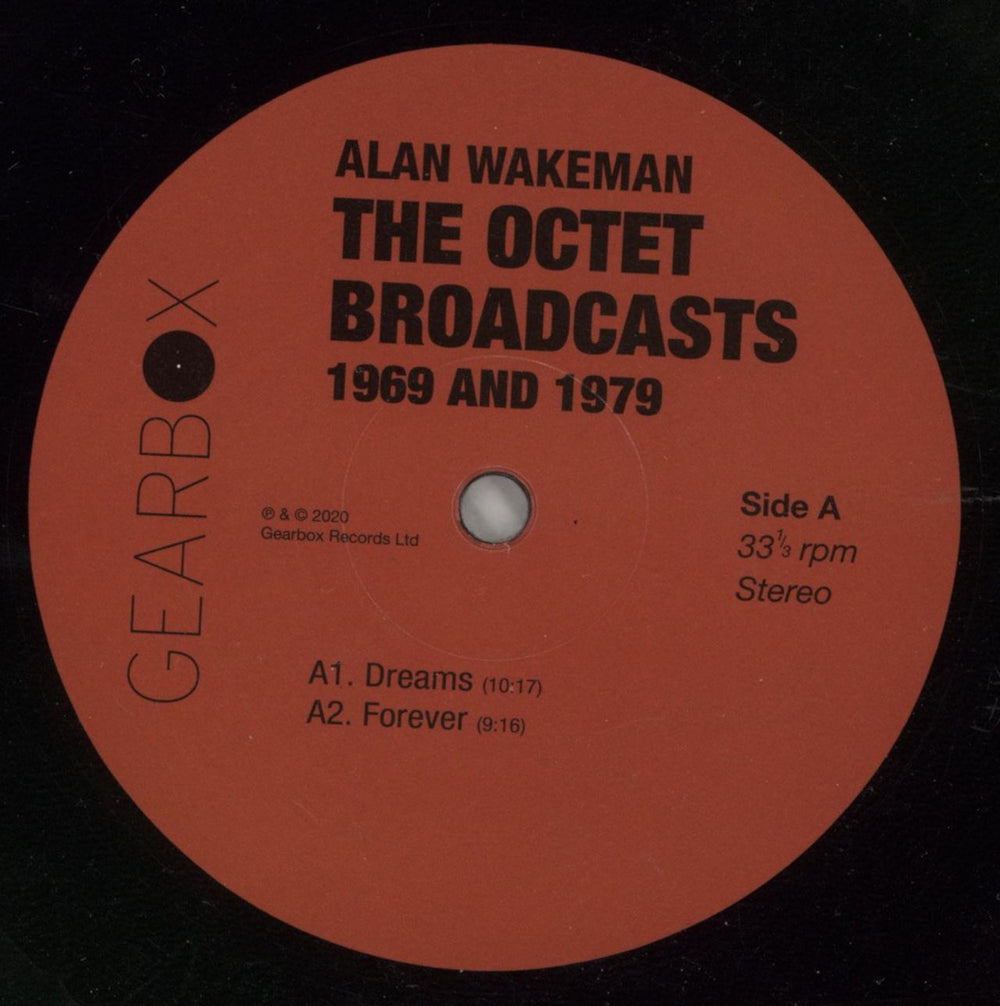 ALAN WAKEMAN
THE OCTET
BROADCASTS
1969 AND 1979
GEARBOX
℗ & © 2020
Gearbox Records Ltd
Side A
33⅓ rpm
Stereo
A1. Dreams (10:17)
A2. Forever (9:16)